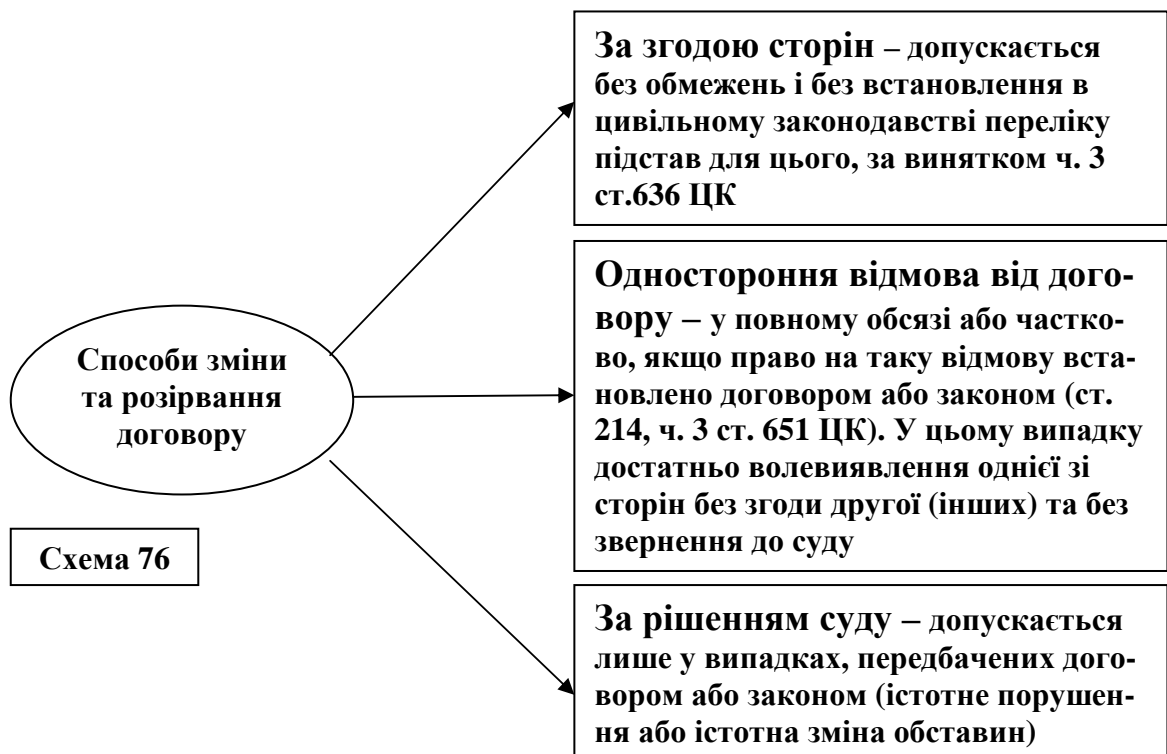 За згодою сторін – допускається
без обмежень і без встановлення в
цивільному законодавстві переліку
підстав для цього, за винятком ч. 3
ст.636 ЦК
Одностороння відмова від дого-
вору – у повному обсязі або частко-
во, якщо право на таку відмову вста-
новлено договором або законом (ст.
214, ч. 3 ст. 651 ЦК). У цьому випадку
достатньо волевиявлення однієї зі
сторін без згоди другої (інших) та без
звернення до суду
Способи зміни
та розірвання
договору
Схема 76
За рішенням суду – допускається
лише у випадках, передбачених дого-
вором або законом (істотне порушен-
ня або істотна зміна обставин)